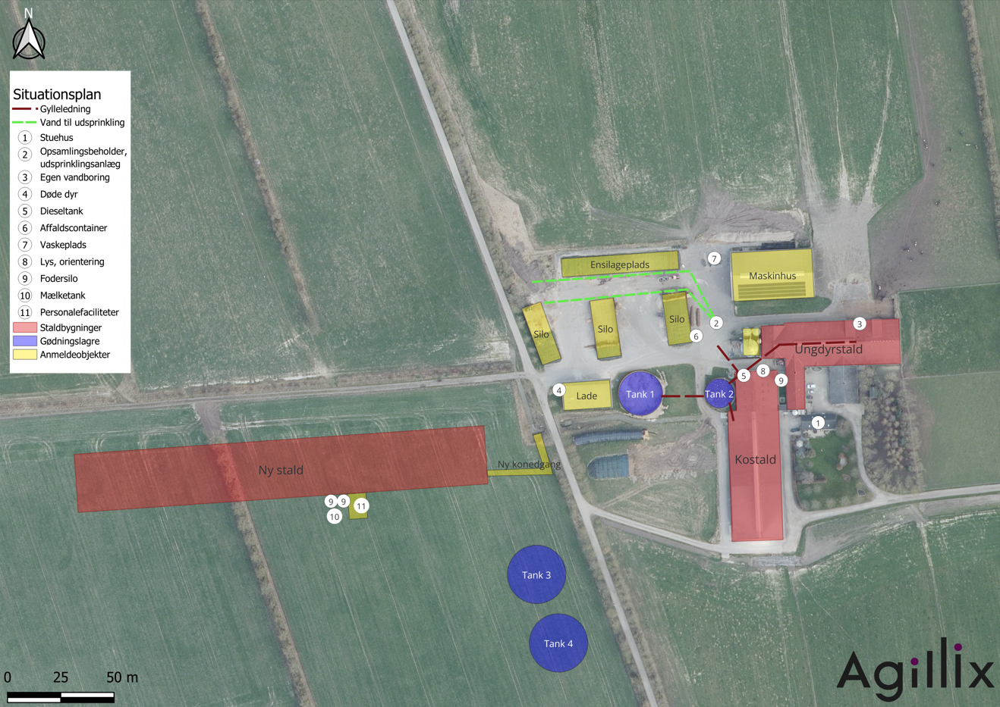 N
Situationsplan
Gylleledning
Vand til udsprinkling
1 Stuehus
2 Opsamlingsbeholder,
udsprinklingsanlæg
3 Egen vandboring
4 Døde dyr
5 Dieseltank
6 Affaldscontainer
7 Vaskeplads
8 Lys, orientering
9 Fodersilo
10 Mælketank
11 Personalefaciliteter
Staldbygninger
Gødningslagre
Anmeldeobjekter
Ensilageplads
7
Maskinhus
Silo
Silo
Silo
6
2
3
Ungdyrstald
4
Lade
Tank 1
Tank 2
5
8
9
1
Kostald
Ny stald
Ny konedgang
9
9
10
11
Tank 3
Tank 4
0 25 50 m
Agillix